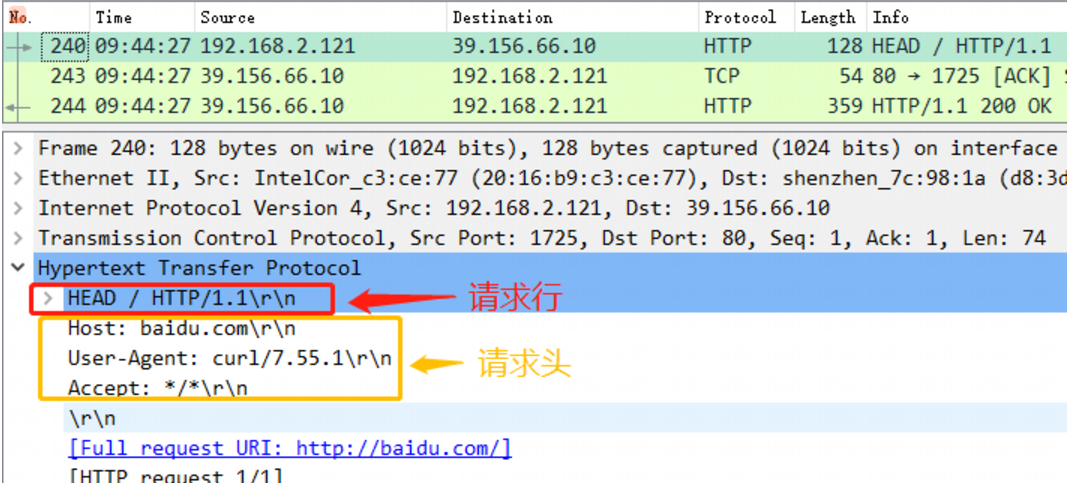 No. Time Source Destination Protocol Length Info
240 09:44:27 192.168.2.121 39.156.66.10 HTTP 128 HEAD / HTTP/1.1
243 09:44:27 39.156.66.10 192.168.2.121 TCP 54 80 → 1725 [ACK]
244 09:44:27 39.156.66.10 192.168.2.121 HTTP 359 HTTP/1.1 200 OK
Frame 240: 128 bytes on wire (1024 bits), 128 bytes captured (1024 bits) on interface
Ethernet II, Src: IntelCor_c3:ce:77 (20:16:b9:c3:ce:77), Dst: shenzhen_7c:98:1a (d8:3d
Internet Protocol Version 4, Src: 192.168.2.121, Dst: 39.156.66.10
Transmission Control Protocol, Src Port: 1725, Dst Port: 80, Seq: 1, Ack: 1, Len: 74
Hypertext Transfer Protocol
HEAD / HTTP/1.1\r\n 请求行
Host: baidu.com\r\n
User-Agent: curl/7.55.1\r\n 请求头
Accept: */*\r\n
\r\n
[Full request URI: http://baidu.com/]
[HTTP request 1/1]